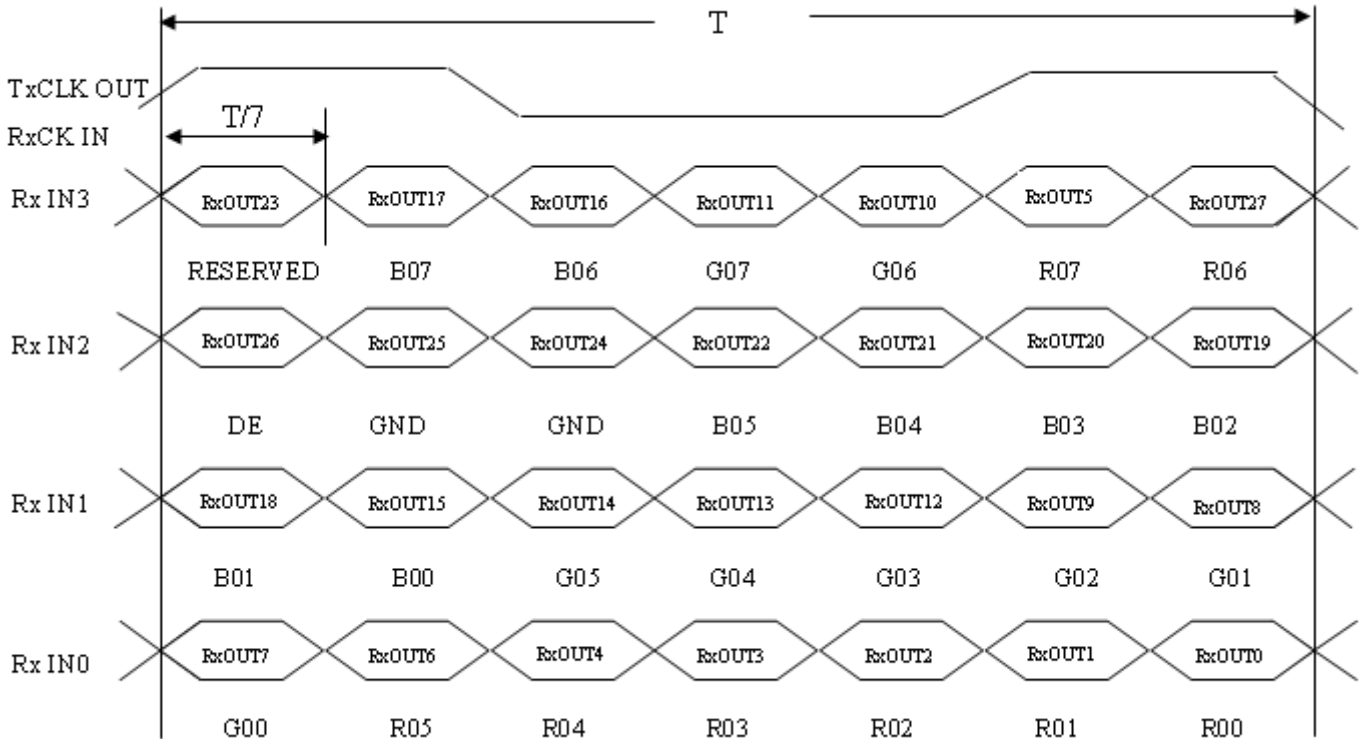 T
TxCLK OUT
T/7
RxCK IN
Rx IN3 RxOUT23 RxOUT17 RxOUT16 RxOUT11 RxOUT10 RxOUT5 RxOUT27
RESERVED B07 B06 G07 G06 R07 R06
Rx IN2 RxOUT26 RxOUT25 RxOUT24 RxOUT22 RxOUT21 RxOUT20 RxOUT19
DE GND GND B05 B04 B03 B02
Rx IN1 RxOUT18 RxOUT15 RxOUT14 RxOUT13 RxOUT12 RxOUT9 RxOUT8
B01 B00 G05 G04 G03 G02 G01
Rx IN0 RxOUT7 RxOUT6 RxOUT4 RxOUT3 RxOUT2 RxOUT1 RxOUT0
G00 R05 R04 R03 R02 R01 R00